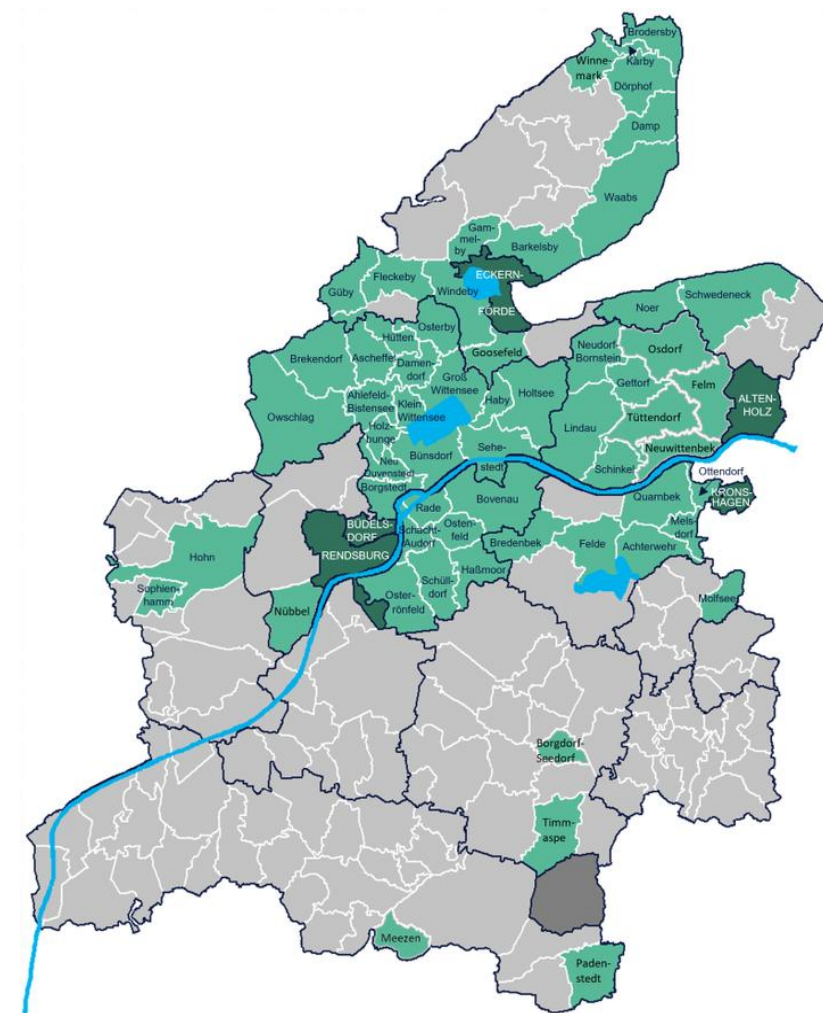 Brodersby
Winne-
mark
Karby
Dörphof
Damp
Waabs
Gam-
mel-
by
Barkelsby
ECKERN-
FÖRDE
Fleckeby
Güby
Windeby
Noer
Schwedeneck
Osterby
Hütten
Ascheffel
Brekendorf
Damen-
dorf
Goosefeld
Neudorf-
Bornstein
Osdorf
Groß
Wittensee
Gettorf
Felm
Ahlefeld-
Bistensee
Klein
Wittensee
Haby
Holtsee
ALTEN-
HOLZ
Owschlag
Tüttendorf
Holz-
bunge
Lindau
Sehe-
stedt
Neuwittenbek
Bünsdorf
Neu
Duvenstedt
Schinkel
Ottendorf
Borgstedt
Bovenau
Quarnbek
KRONS-
HAGEN
Rade
BÜDELS-
DORF
Schacht-
Audorf
Osten-
feld
Mels-
dorf
Bredenbek
Felde
Achterwehr
RENDSBURG
Hohn
Haßmoor
Schüll-
dorf
Sophien-
hamm
Oster-
rönfeld
Nübbel
Molfsee
Borgdorf-
Seedorf
Timm-
aspe
Meezen
Paden-
stedt